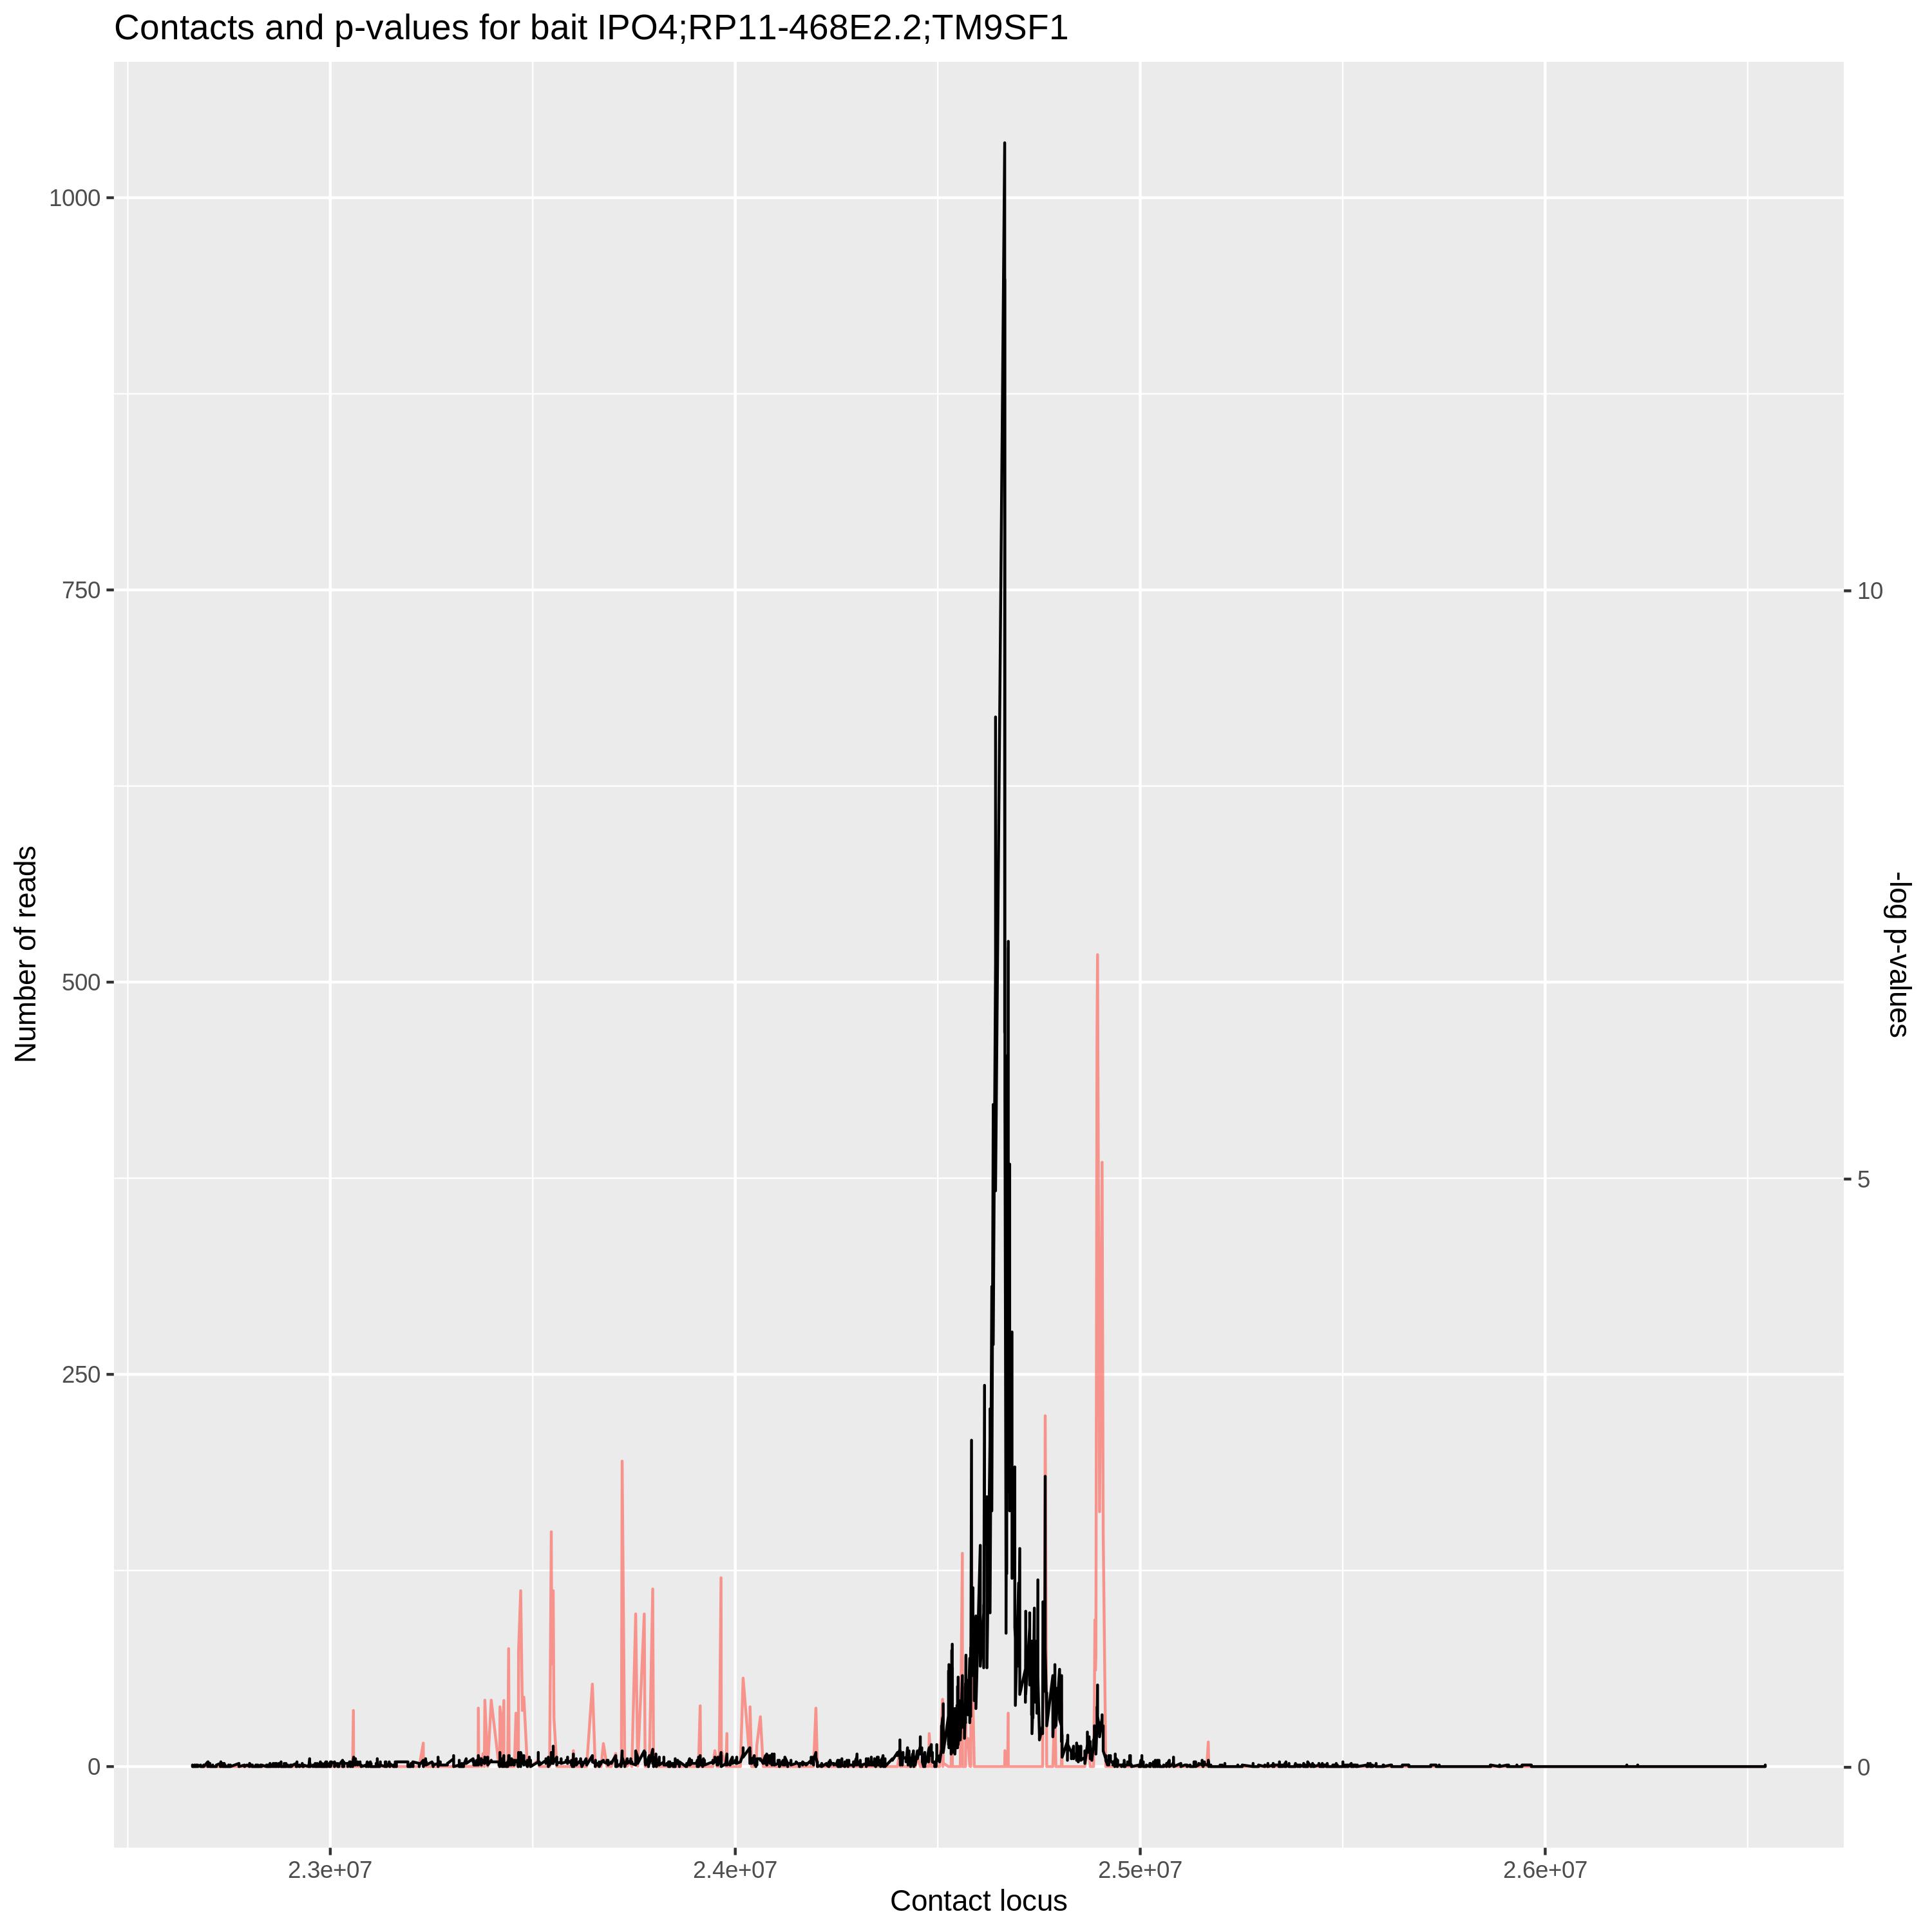 Contacts and p-values for bait IPO4;RP11-468E2.2;TM9SF1
1000
750
500
250
0
Number of reads
10
5
0
-log p-values
2.3e+07
2.4e+07
2.5e+07
2.6e+07
Contact locus